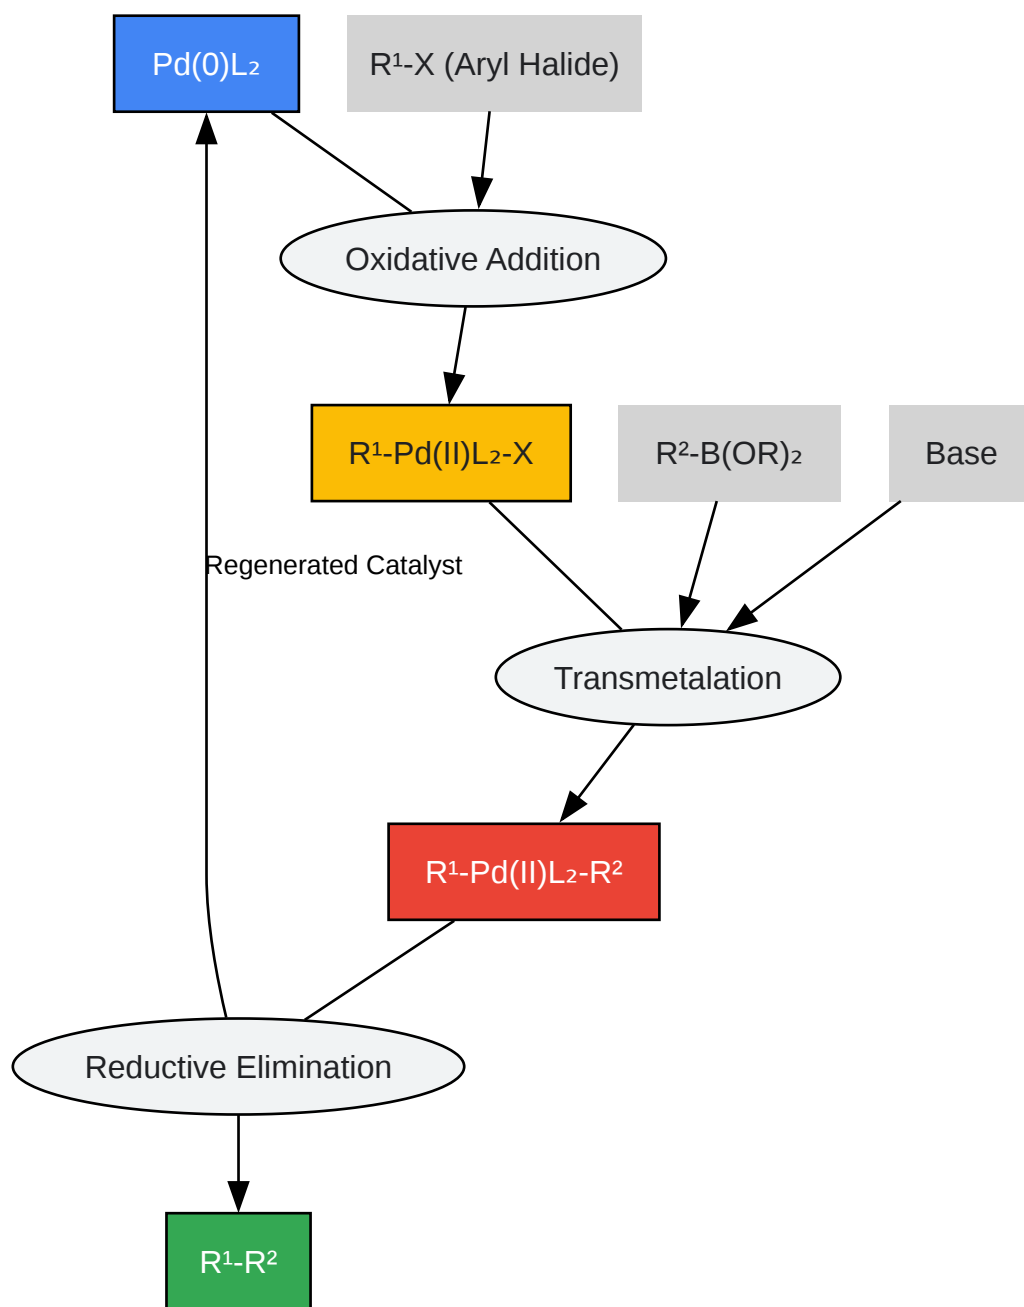 Pd(0)L₂
R¹-X (Aryl Halide)
Oxidative Addition
R¹-Pd(II)L₂-X
R²-B(OR)₂
Base
Regenerated Catalyst
Transmetalation
R¹-Pd(II)L₂-R²
Reductive Elimination
R¹-R²